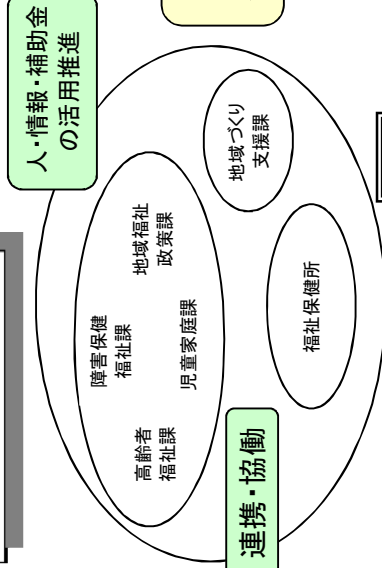 人・情報・補助金
の活用推進
地域づくり
支援課
地域福祉
政策課
障害保健
福祉課
児童家庭課
高齢者
福祉課
福祉保健所
連携・協働